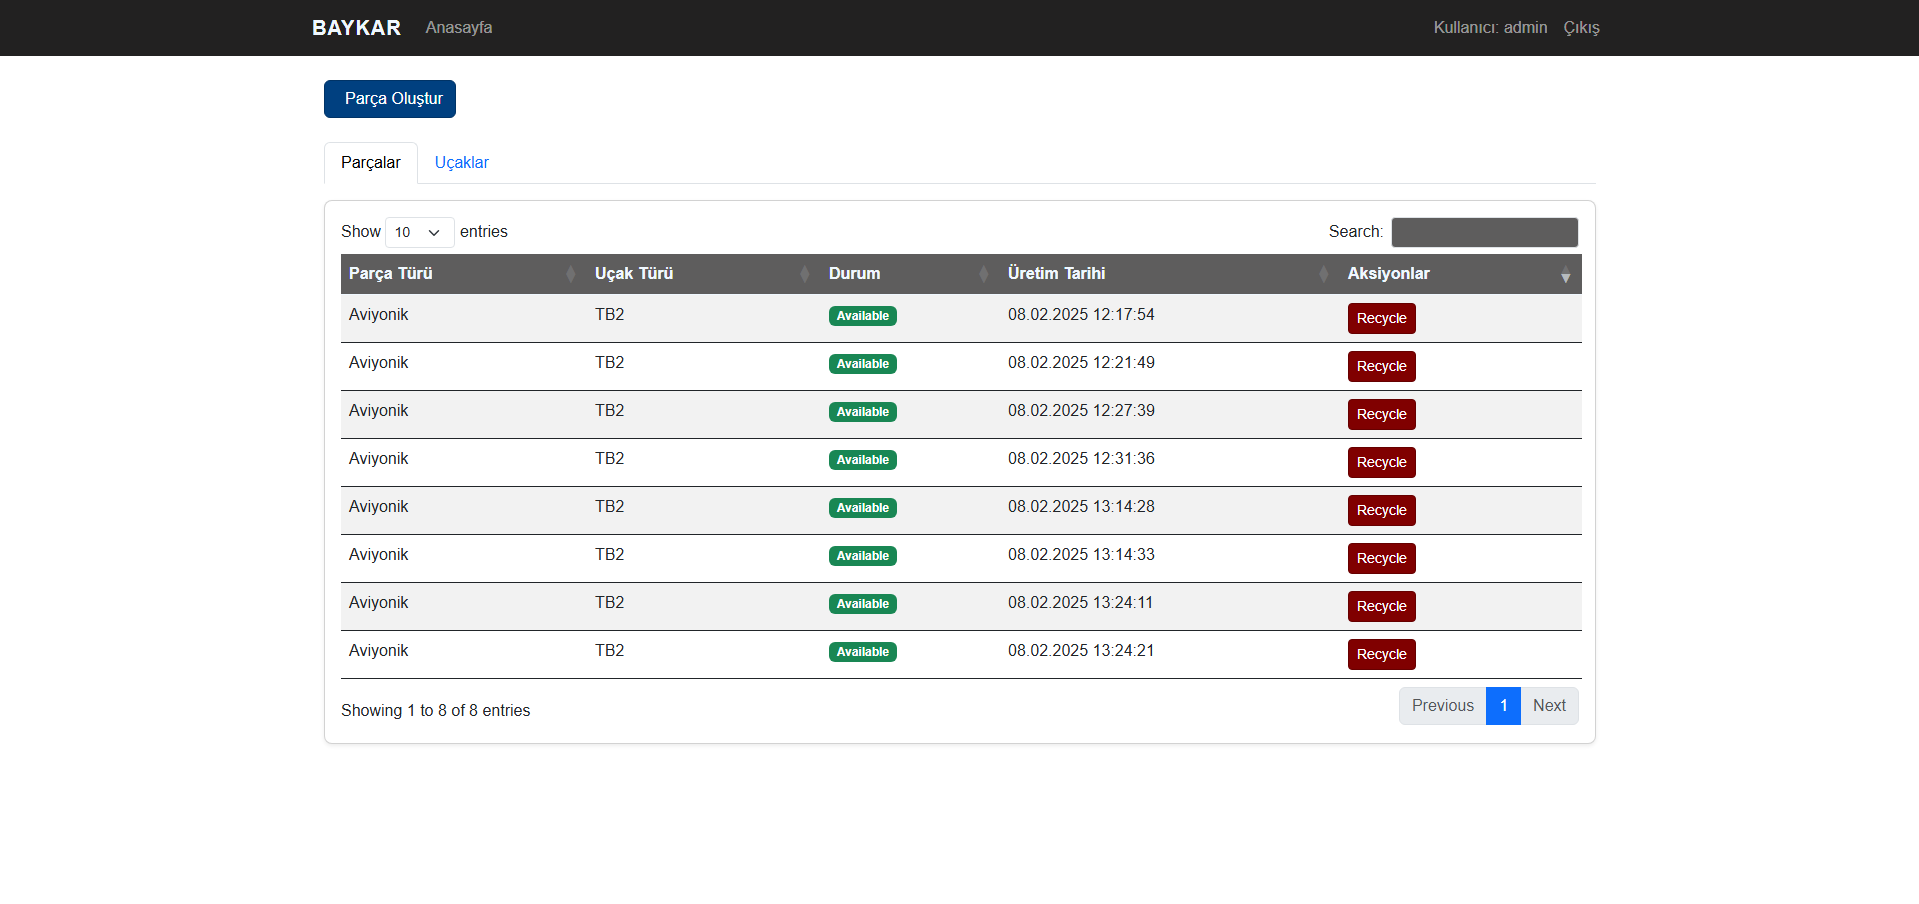 BAYKAR Anasayfa Kullanıcı: admin Çıkış
Parça Oluştur
Parçalar Uçaklar
Show 10 entries Search:
Parça Türü Uçak Türü Durum Üretim Tarihi Aksiyonlar
Aviyonik TB2 Available 08.02.2025 12:17:54 Recycle
Aviyonik TB2 Available 08.02.2025 12:21:49 Recycle
Aviyonik TB2 Available 08.02.2025 12:27:39 Recycle
Aviyonik TB2 Available 08.02.2025 12:31:36 Recycle
Aviyonik TB2 Available 08.02.2025 13:14:28 Recycle
Aviyonik TB2 Available 08.02.2025 13:14:33 Recycle
Aviyonik TB2 Available 08.02.2025 13:24:11 Recycle
Aviyonik TB2 Available 08.02.2025 13:24:21 Recycle
Showing 1 to 8 of 8 entries Previous 1 Next